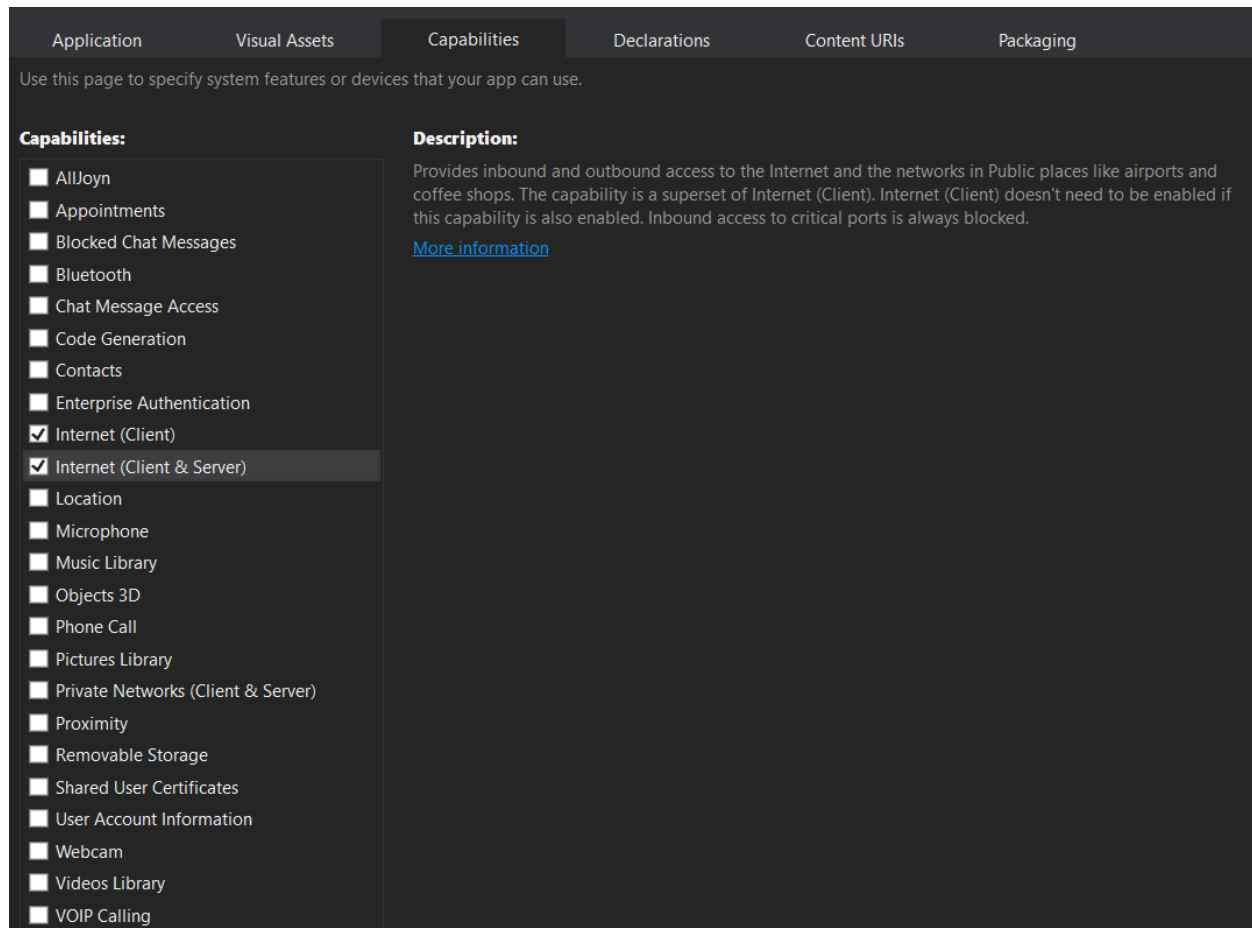 Application Visual Assets Capabilities Declarations Content URIs Packaging
Use this page to specify system features or devices that your app can use.
Capabilities:
AllJoyn
Appointments
Blocked Chat Messages
Bluetooth
Chat Message Access
Code Generation
Contacts
Enterprise Authentication
Internet (Client)
Internet (Client & Server)
Location
Microphone
Music Library
Objects 3D
Phone Call
Pictures Library
Private Networks (Client & Server)
Proximity
Removable Storage
Shared User Certificates
User Account Information
Webcam
Videos Library
VOIP Calling
Description:
Provides inbound and outbound access to the Internet and the networks in Public places like airports and
coffee shops. The capability is a superset of Internet (Client). Internet (Client) doesn't need to be enabled if
this capability is also enabled. Inbound access to critical ports is always blocked.
More information